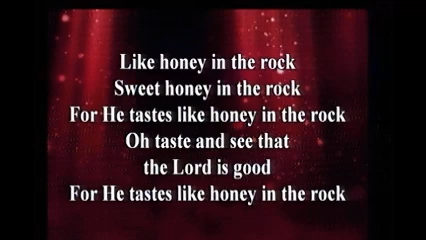 Like honey in the rock
Sweet honey in the rock
For He tastes like honey in the rock
Oh taste and see that
the Lord is good
For He tastes like honey in the rock